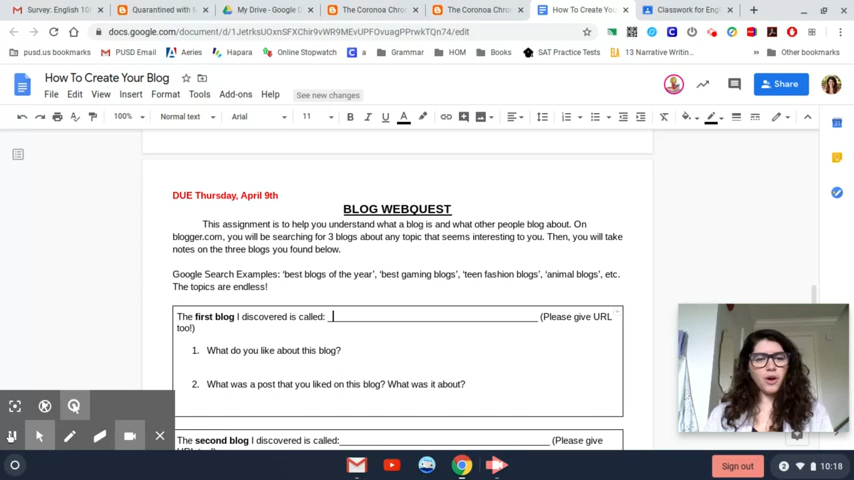 Survey: English 10H
Quarantined with M
My Drive - Google D
The Coronoa Chron
The Coronoa Chron
How To Create You
Classwork for Engli
docs.google.com/document/d/1JetrksUOxnSFXChir9vWR9MEvUPFOvuagPPrwkTQn74/edit
pusd.us bookmarks
PUSD Email
Aeries
Hapara
Online Stopwatch
a
Grammar
HOM
Books
SAT Practice Tests
13 Narrative Writin...
Other bookmarks
How To Create Your Blog
File Edit View Insert Format Tools Add-ons Help
See new changes
Share
100%
Normal text
Arial
11
B I U A
DUE Thursday, April 9th
BLOG WEBQUEST
This assignment is to help you understand what a blog is and what other people blog about. On
blogger.com, you will be searching for 3 blogs about any topic that seems interesting to you. Then, you will take
notes on the three blogs you found below.
Google Search Examples: ‘best blogs of the year’, ‘best gaming blogs’, ‘teen fashion blogs’, ‘animal blogs’, etc.
The topics are endless!
The first blog I discovered is called: ________________________________________ (Please give URL
too!)
1. What do you like about this blog?
2. What was a post that you liked on this blog? What was it about?
The second blog I discovered is called:________________________________________ (Please give
Sign out
2
10:18